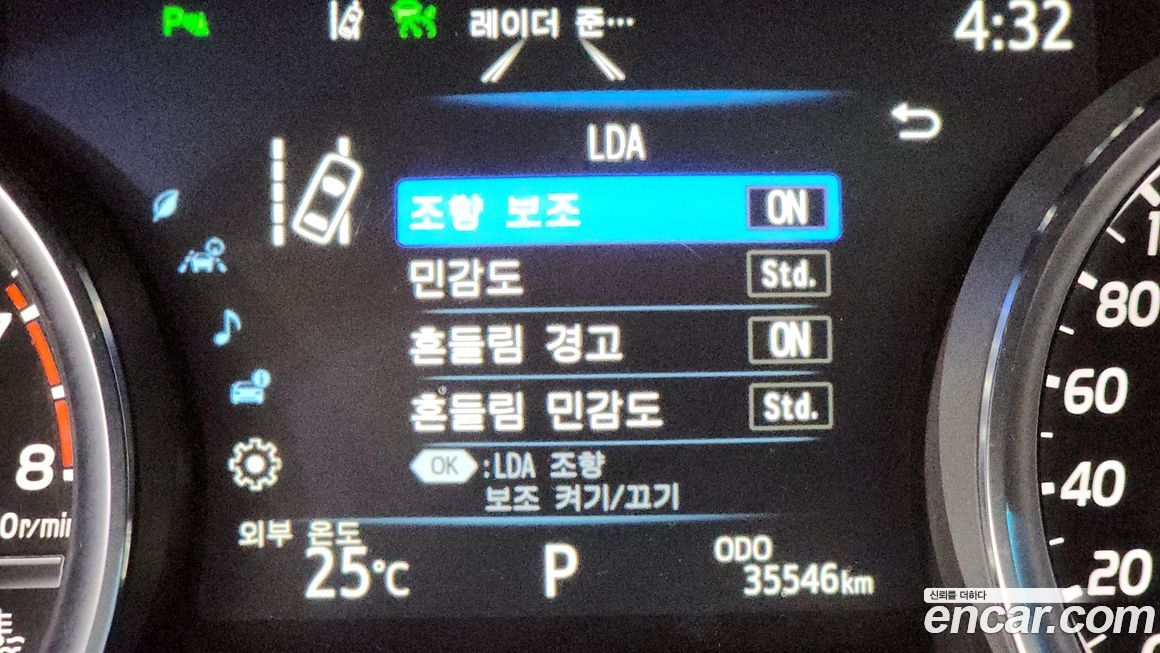 레이더 준…
4:32
LDA
조향 보조 ON
민감도 Std.
흔들림 경고 ON
흔들림 민감도 Std.
OK :LDA 조향
보조 켜기/끄기
외부 온도
25°C
P
ODO
35546km
8
80
60
40
20
신뢰를 더하다
encar.com